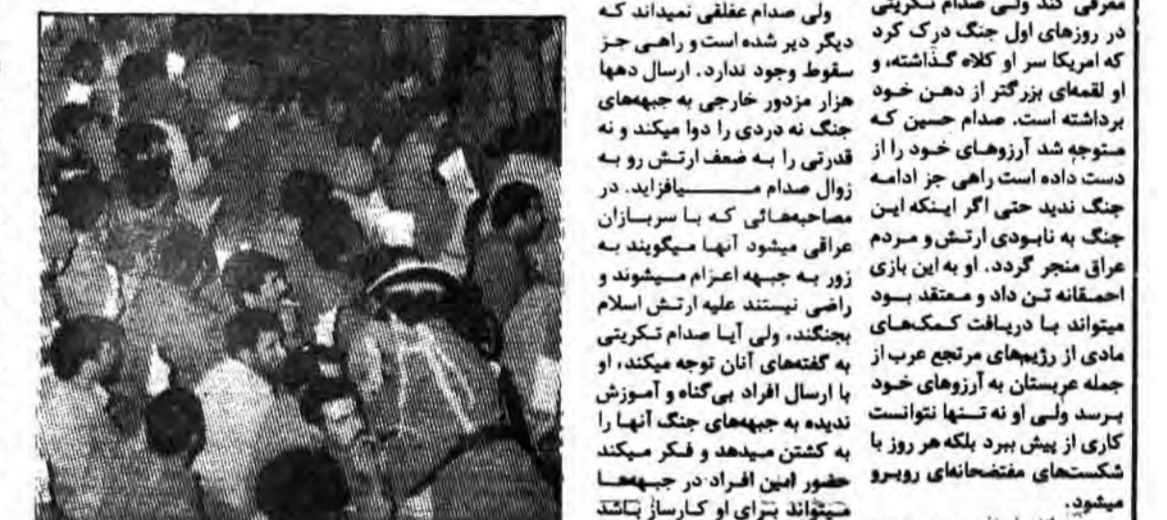 معرفی کند ولی صدام تکریتی
در روزهای اول جنگ درک کرد
که امریکا سر او کلاه گذاشته، و
او لقمه‌ای بزرگتر از دهن خود
برداشته است. صدام حسین که
متوجه شد آرزوهای خود را از
دست داده است راهی جز ادامه
جنگ ندید حتی اگر اینکه این
جنگ به نابودی ارتش و مردم
عراق منجر گردد. او به این بازی
احمقانه تن داد و معتقد بود
میتواند با دریافت کمک‌های
مادی از رژیمهای مرتجع عرب از
جمله عربستان به آرزوهای خود
برسد ولی او نه تنها نتوانست
کاری از پیش ببرد بلکه هر روز با
شکست‌های مفتضحانه‌ای روبرو
میشود.
ولی صدام عفلقی نمیداند که
دیگر دیر شده است و راهی جز
سقوط وجود ندارد. ارسال دهها
هزار مزدور خارجی به جبهه‌های
جنگ نه دردی را دوا میکند و نه
قدرتی را به ضعف ارتش رو به
زوال صدام میافزاید. در
مصاحبه‌هائی که با سربازان
عراقی میشود آنها میگویند به
زور به جبهه اعزام میشوند و
راضی نیستند علیه ارتش اسلام
بجنگند، ولی آیا صدام تکریتی
به گفته‌های آنان توجه میکند، او
با ارسال افراد بی‌گناه و آموزش
ندیده به جبهه‌های جنگ آنها را
به کشتن میدهد و فکر میکند
حضور این افراد در جبهه‌ها
میتواند برای او کارساز باشد